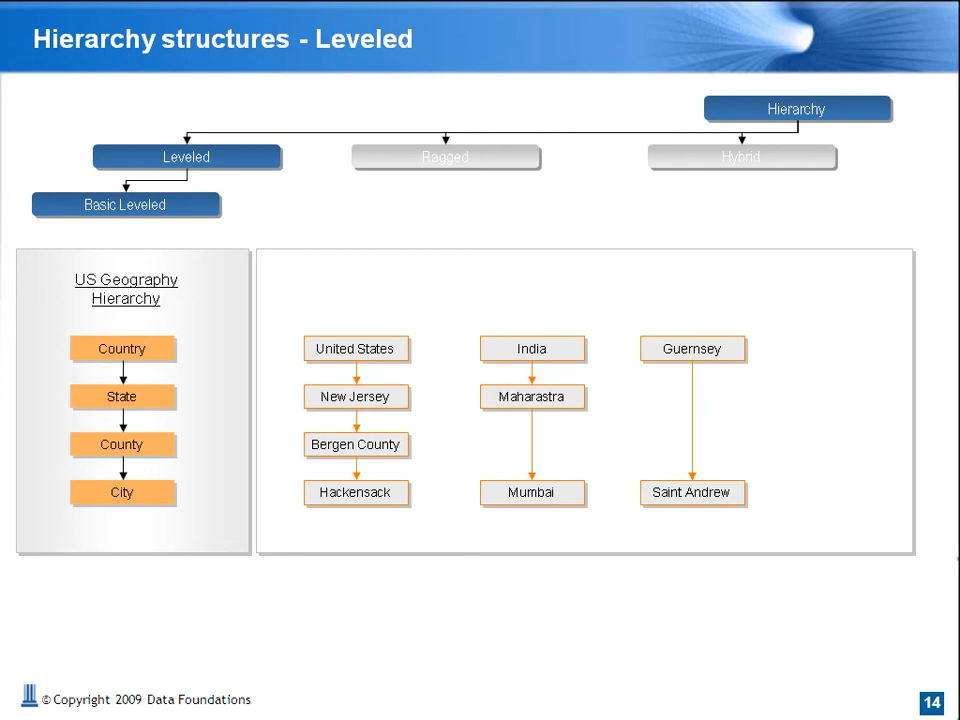 Hierarchy structures - Leveled
Hierarchy
Leveled
Ragged
Hybrid
Basic Leveled
US Geography
Hierarchy
Country
State
County
City
United States
New Jersey
Bergen County
Hackensack
India
Maharastra
Mumbai
Guernsey
Saint Andrew
© Copyright 2009 Data Foundations
14